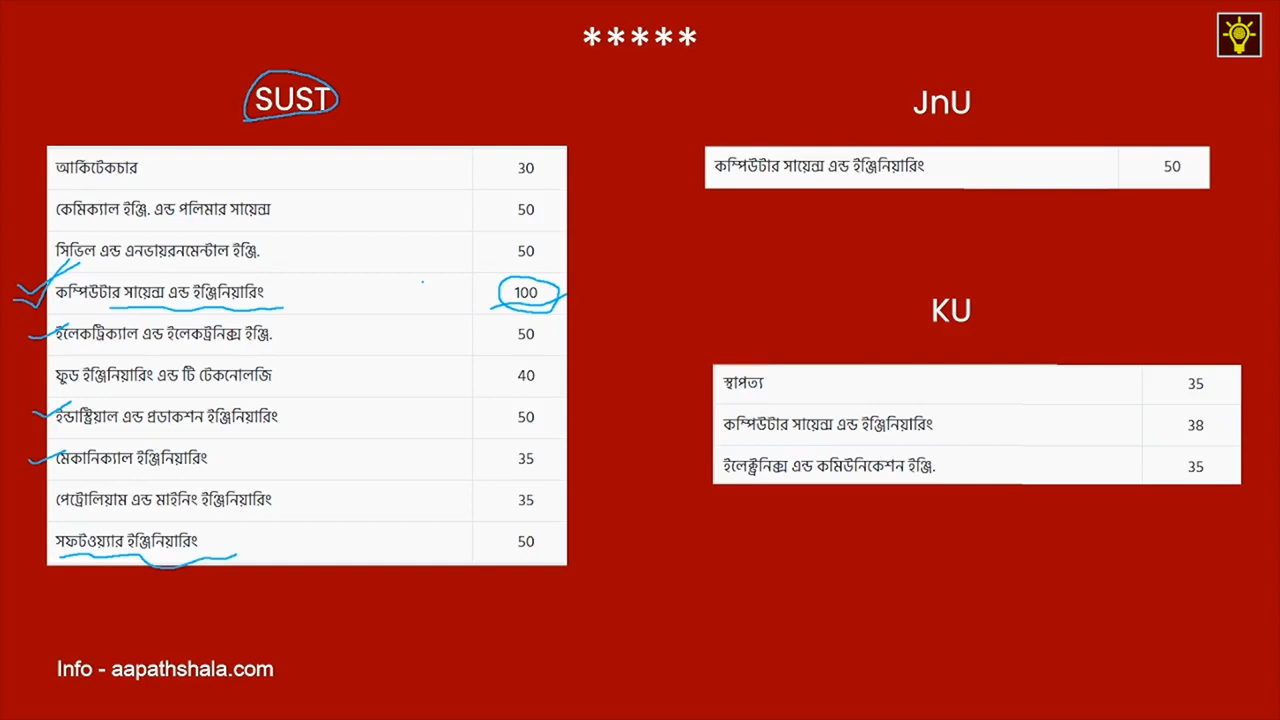 *****
SUST
আর্কিটেকচার 30
কেমিক্যাল ইঞ্জি. এন্ড পলিমার সায়েন্স 50
সিভিল এন্ড এনভায়রনমেন্টাল ইঞ্জি. 50
কম্পিউটার সায়েন্স এন্ড ইঞ্জিনিয়ারিং 100
ইলেকট্রিক্যাল এন্ড ইলেকট্রনিক্স ইঞ্জি. 50
ফুড ইঞ্জিনিয়ারিং এন্ড টি টেকনোলজি 40
ইন্ডাস্ট্রিয়াল এন্ড প্রডাকশন ইঞ্জিনিয়ারিং 50
মেকানিক্যাল ইঞ্জিনিয়ারিং 35
পেট্রোলিয়াম এন্ড মাইনিং ইঞ্জিনিয়ারিং 35
সফটওয়্যার ইঞ্জিনিয়ারিং 50
JnU
কম্পিউটার সায়েন্স এন্ড ইঞ্জিনিয়ারিং 50
KU
স্থাপত্য 35
কম্পিউটার সায়েন্স এন্ড ইঞ্জিনিয়ারিং 38
ইলেক্ট্রনিক্স এন্ড কমিউনিকেশন ইঞ্জি. 35
Info - aapathshala.com